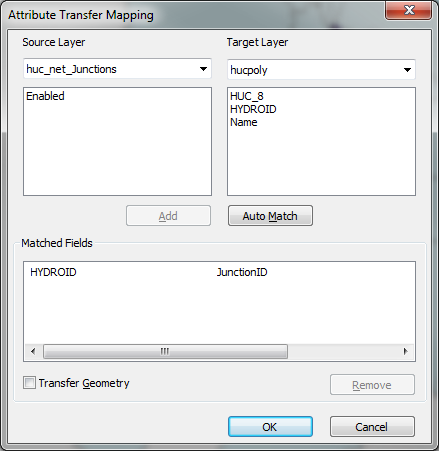 Attribute Transfer Mapping
Source Layer
Target Layer
huc_net_Junctions
hucpoly
Enabled
HUC_8
HYDROID
Name
Add
Auto Match
Matched Fields
HYDROID JunctionID
Transfer Geometry
Remove
OK
Cancel